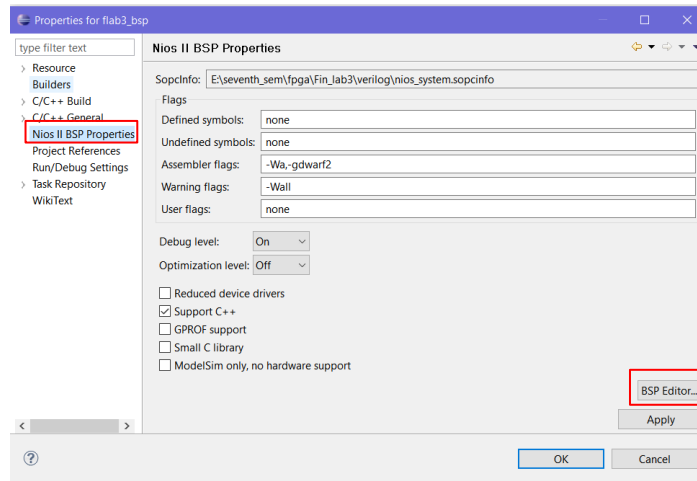 Properties for flab3_bsp
type filter text
Nios II BSP Properties
Resource
Builders
C/C++ Build
C/C++ General
Nios II BSP Properties
Project References
Run/Debug Settings
Task Repository
WikiText
SopcInfo: E:\seventh_sem\fpga\Fin_lab3\verilog\nios_system.sopcinfo
Flags
Defined symbols: none
Undefined symbols: none
Assembler flags: -Wa,-gdwarf2
Warning flags: -Wall
User flags: none
Debug level: On
Optimization level: Off
Reduced device drivers
Support C++
GPROF support
Small C library
ModelSim only, no hardware support
BSP Editor...
Apply
OK Cancel